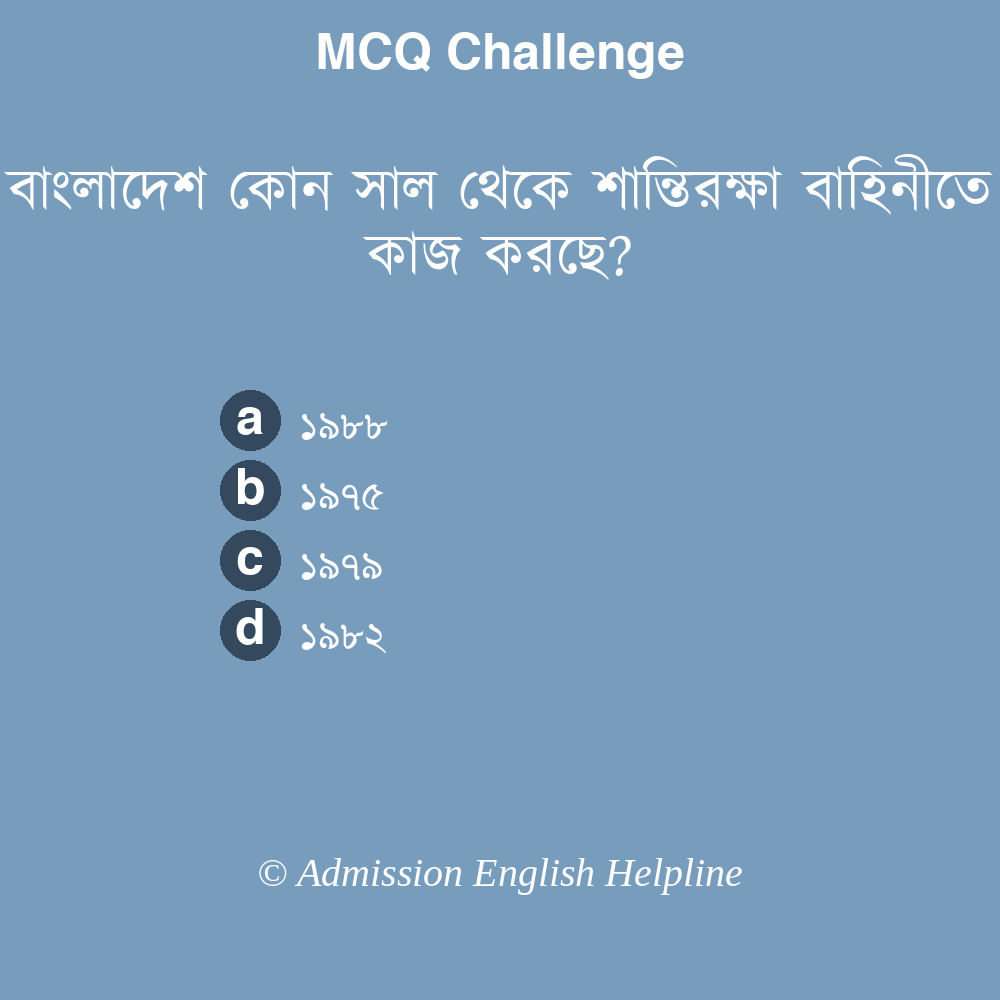 MCQ Challenge
বাংলাদেশ কোন সাল থেকে শান্তিরক্ষা বাহিনীতে
কাজ করছে?
a ১৯৮৮
b ১৯৭৫
c ১৯৭৯
d ১৯৮২
© Admission English Helpline